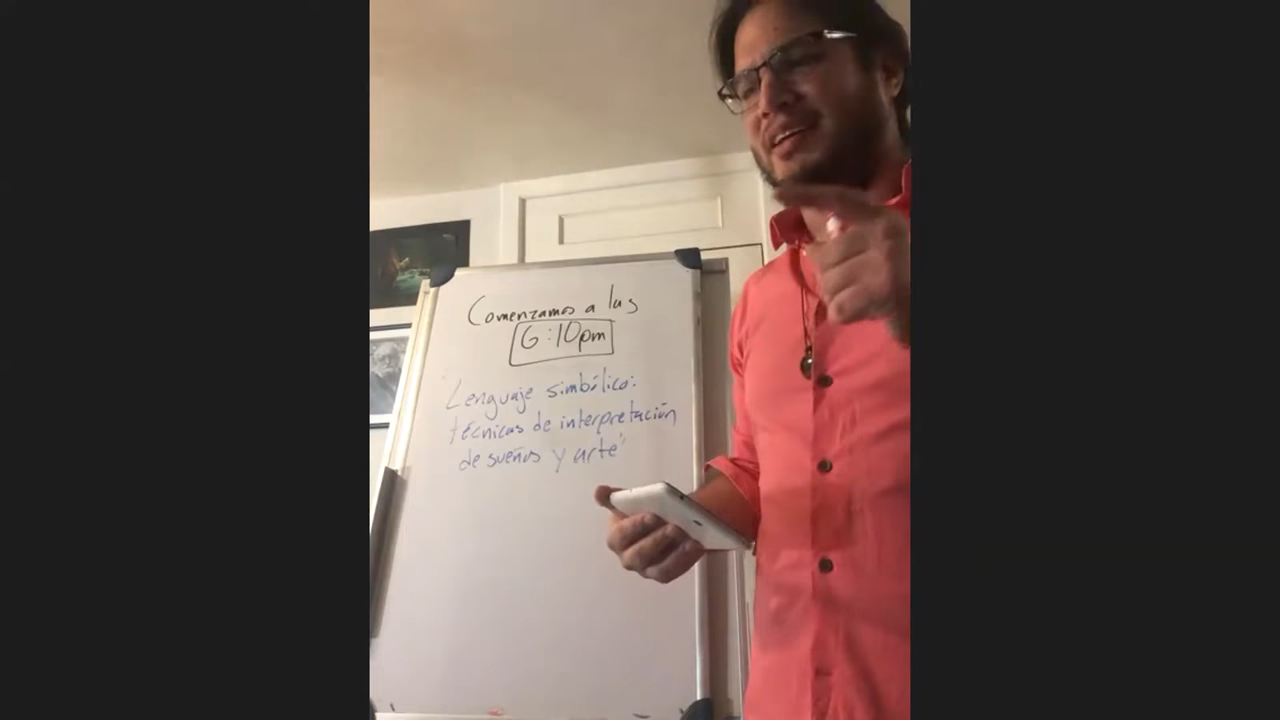 Comenzamos a las
6:10pm
"Lenguaje simbólico:
técnicas de interpretación
de sueños y arte"